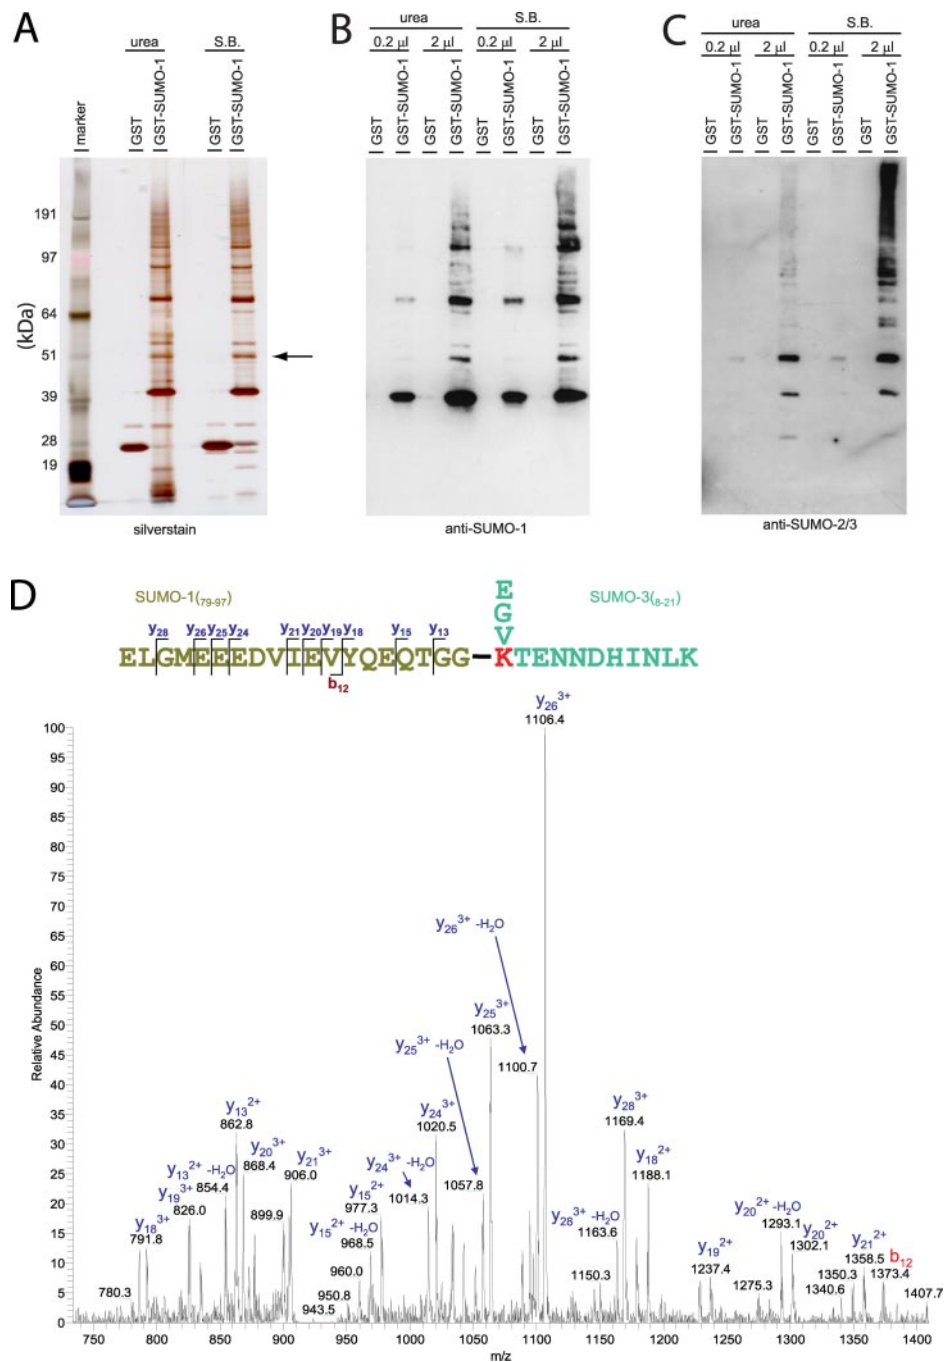 A
urea
S.B.
marker
GST
GST-SUMO-1
GST
GST-SUMO-1
191
97
64
51
39
28
19
(kDa)
silverstain
B
urea
S.B.
0.2 µl
2 µl
0.2 µl
2 µl
GST
GST-SUMO-1
GST
GST-SUMO-1
GST
GST-SUMO-1
GST
GST-SUMO-1
anti-SUMO-1
C
urea
S.B.
0.2 µl
2 µl
0.2 µl
2 µl
GST
GST-SUMO-1
GST
GST-SUMO-1
GST
GST-SUMO-1
GST
GST-SUMO-1
anti-SUMO-2/3
D
SUMO-1(79-97)
E
G
V
SUMO-3(8-21)
y28 y26 y25 y24 y21 y20 y19 y18 y15 y13
ELGMEEEDVIEVYQEQTGG–KTENNDHINLK
b12
y26 3+
1106.4
y26 3+ -H2O
y25 3+
1063.3
y25 3+ -H2O
1100.7
y13 2+
862.8
y24 3+
1020.5
y28 3+
1169.4
y20 3+
868.4
y21 3+
906.0
y18 2+
1188.1
y13 2+ -H2O
854.4
y24 3+ -H2O
1014.3
1057.8
y19 3+
826.0
y15 2+
977.3
y18 3+
791.8
899.9
y15 2+ -H2O
968.5
y28 3+ -H2O
1163.6
y20 2+ -H2O
1293.1
y20 2+
1302.1
y21 2+
1358.5
b12
1373.4
y19 2+
1237.4
780.3
960.0
950.8
943.5
1150.3
1275.3
1350.3
1340.6
1407.7
100
95
90
85
80
75
70
65
60
55
50
45
40
35
30
25
20
15
10
5
0
Relative Abundance
750 800 850 900 950 1000 1050 1100 1150 1200 1250 1300 1350 1400
m/z